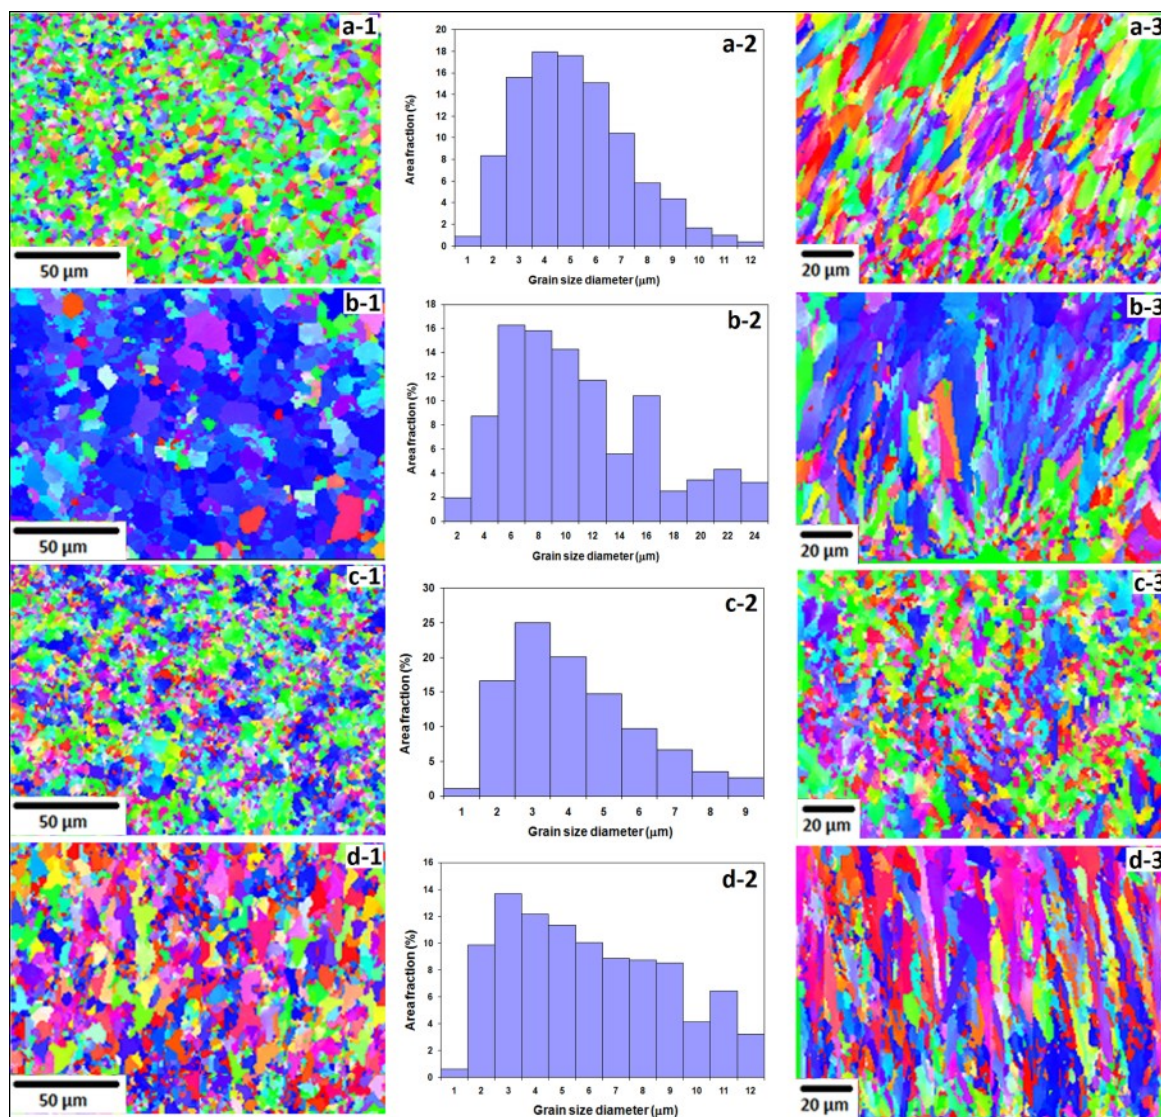 a-1
50 µm
a-2
Area fraction (%)
20
18
16
14
12
10
8
6
4
2
0
1 2 3 4 5 6 7 8 9 10 11 12
Grain size diameter (µm)
a-3
20 µm
b-1
50 µm
b-2
Area fraction (%)
18
16
14
12
10
8
6
4
2
0
2 4 6 8 10 12 14 16 18 20 22 24
Grain size diameter (µm)
b-3
20 µm
c-1
50 µm
c-2
Area fraction (%)
30
25
20
15
10
5
0
1 2 3 4 5 6 7 8 9
Grain size diameter (µm)
c-3
20 µm
d-1
50 µm
d-2
Area fraction (%)
16
14
12
10
8
6
4
2
0
1 2 3 4 5 6 7 8 9 10 11 12
Grain size diameter (µm)
d-3
20 µm